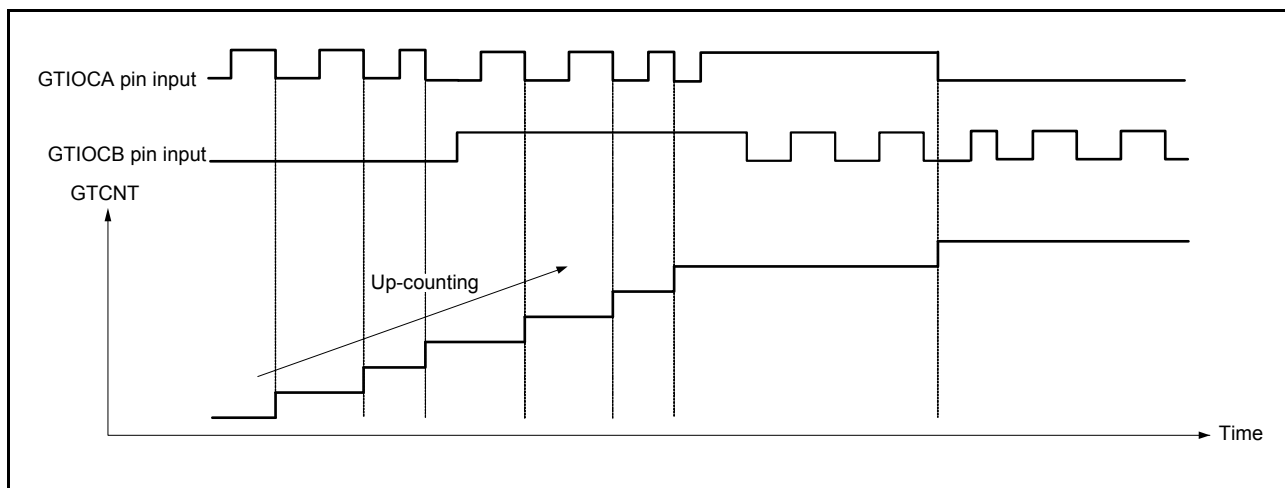 GTIOCA pin input
GTIOCB pin input
GTCNT
Up-counting
Time